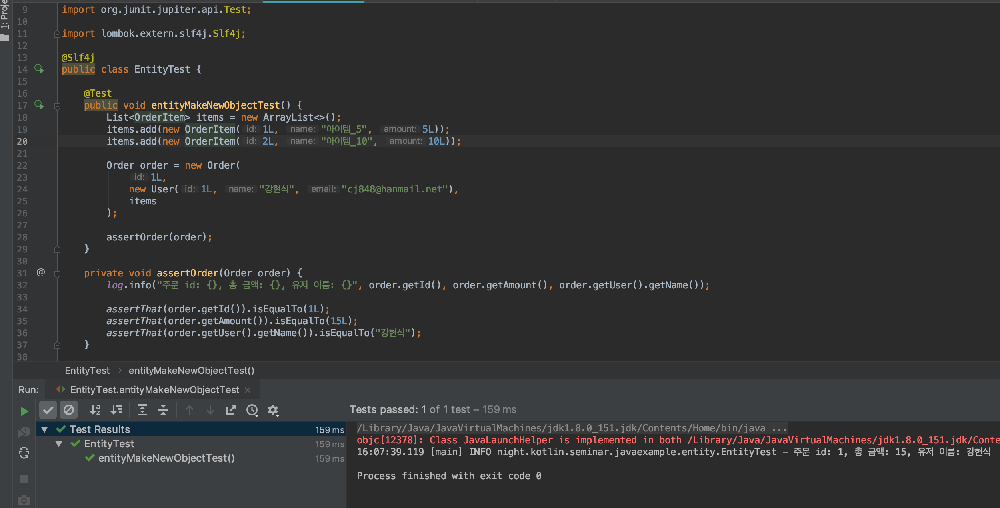 1: Proje
9 import org.junit.jupiter.api.Test;
10
11 import lombok.extern.slf4j.Slf4j;
12
13 @Slf4j
14 public class EntityTest {
15
16 @Test
17 public void entityMakeNewObjectTest() {
18 List<OrderItem> items = new ArrayList<>();
19 items.add(new OrderItem( id: 1L, name: "아이템_5", amount: 5L));
20 items.add(new OrderItem( id: 2L, name: "아이템_10", amount: 10L));
21
22 Order order = new Order(
23 id: 1L,
24 new User( id: 1L, name: "강현식", email: "cj848@hanmail.net"),
25 items
26 );
27
28 assertOrder(order);
29 }
30
31 @ private void assertOrder(Order order) {
32 log.info("주문 id: {}, 총 금액: {}, 유저 이름: {}", order.getId(), order.getAmount(), order.getUser().getName());
33
34 assertThat(order.getId()).isEqualTo(1L);
35 assertThat(order.getAmount()).isEqualTo(15L);
36 assertThat(order.getUser().getName()).isEqualTo("강현식");
37 }
38
EntityTest › entityMakeNewObjectTest()
Run: EntityTest.entityMakeNewObjectTest ×
Tests passed: 1 of 1 test – 159 ms
Test Results 159 ms
EntityTest 159 ms
entityMakeNewObjectTest() 159 ms
/Library/Java/JavaVirtualMachines/jdk1.8.0_151.jdk/Contents/Home/bin/java ...
objc[12378]: Class JavaLaunchHelper is implemented in both /Library/Java/JavaVirtualMachines/jdk1.8.0_151.jdk/Conte
16:07:39.119 [main] INFO night.kotlin.seminar.javaexample.entity.EntityTest - 주문 id: 1, 총 금액: 15, 유저 이름: 강현식
Process finished with exit code 0